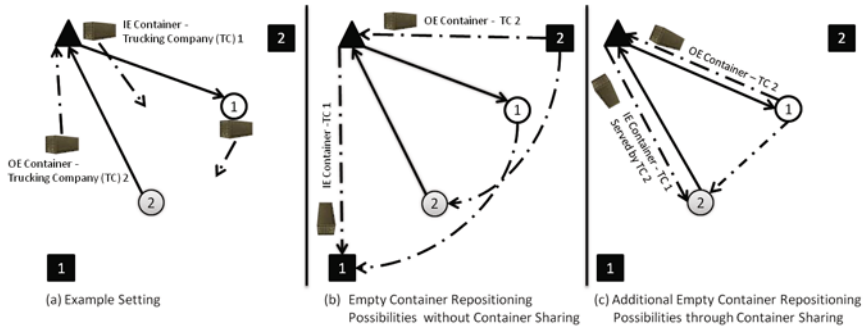 IE Container -
Trucking Company (TC) 1
2
1
OE Container -
Trucking Company (TC) 2
2
1
(a) Example Setting
OE Container - TC 2
2
1
IE Container -TC 1
2
1
(b) Empty Container Repositioning
Possibilities without Container Sharing
2
OE Container – TC 2
1
IE Container - TC 1
Served by TC 2
2
1
(c) Additional Empty Container Repositioning
Possibilities through Container Sharing